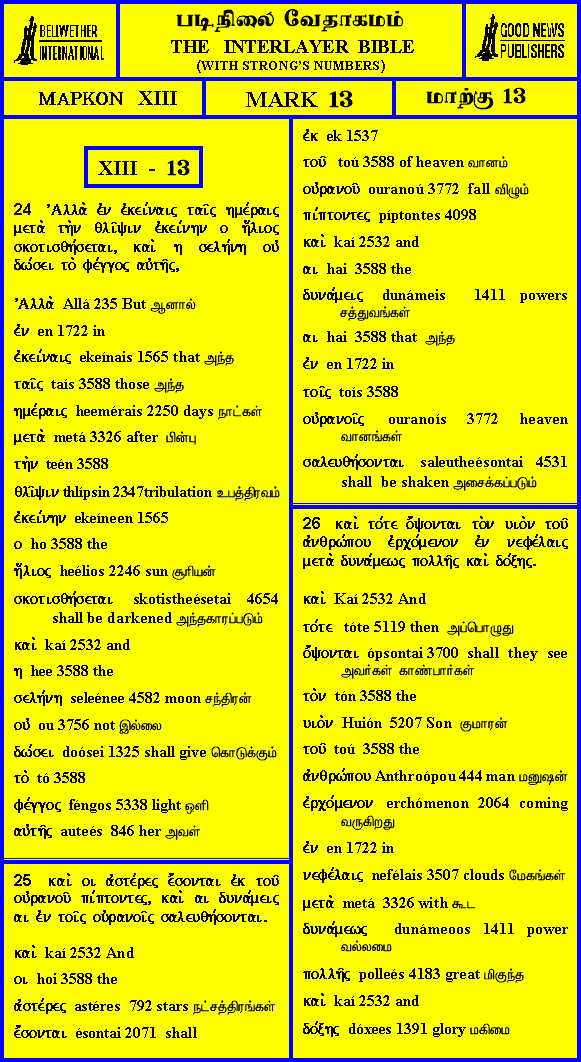 BELLWETHER
INTERNATIONAL
படிநிலை வேதாகமம்
THE INTERLAYER BIBLE
(WITH STRONG'S NUMBERS)
GOOD NEWS
PUBLISHERS
ΜΑΡΚΟΝ XIII
MARK 13
மாற்கு 13
XIII - 13
24 Ἀλλὰ ἐν ἐκείναις ταῖς ημέραις
μετὰ τὴν θλῖψιν ἐκείνην ο ἥλιος
σκοτισθήσεται, καὶ η σελήνη οὐ
δώσει τὸ φέγγος αὐτῆς,
Ἀλλὰ Allá 235 But ஆனால்
ἐν en 1722 in
ἐκείναις ekeínais 1565 that அந்த
ταῖς taís 3588 those அந்த
ημέραις heemérais 2250 days நாட்கள்
μετὰ metá 3326 after பின்பு
τὴν teén 3588
θλῖψιν thlípsin 2347tribulation உபத்திரவம்
ἐκείνην ekeíneen 1565
ο ho 3588 the
ἥλιος heélios 2246 sun சூரியன்
σκοτισθήσεται skotistheésetai 4654
shall be darkened அந்தகாரப்படும்
καὶ kaí 2532 and
η hee 3588 the
σελήνη seleénee 4582 moon சந்திரன்
οὐ ou 3756 not இல்லை
δώσει doósei 1325 shall give கொடுக்கும்
τὸ tó 3588
φέγγος féngos 5338 light ஒளி
αὐτῆς auteés 846 her அவள்
25 καὶ οι ἀστέρες ἔσονται ἐκ τοῦ
οὐρανοῦ πίπτοντες, καὶ αι δυνάμεις
αι ἐν τοῖς οὐρανοῖς σαλευθήσονται.
καὶ kaí 2532 And
οι hoi 3588 the
ἀστέρες astéres 792 stars நட்சத்திரங்கள்
ἔσονται ésontai 2071 shall
ἐκ ek 1537
τοῦ toú 3588 of heaven வானம்
οὐρανοῦ ouranoú 3772 fall விழும்
πίπτοντες píptontes 4098
καὶ kaí 2532 and
αι hai 3588 the
δυνάμεις dunámeis 1411 powers
சத்துவங்கள்
αι hai 3588 that அந்த
ἐν en 1722 in
τοῖς toís 3588
οὐρανοῖς ouranoís 3772 heaven
வானங்கள்
σαλευθήσονται saleutheésontai 4531
shall be shaken அசைக்கப்படும்
26 καὶ τότε ὄψονται τὸν υιὸν τοῦ
ἀνθρώπου ἐρχόμενον ἐν νεφέλαις
μετὰ δυνάμεως πολλῆς καὶ δόξης.
καὶ Kaí 2532 And
τότε tóte 5119 then அப்பொழுது
ὄψονται ópsontai 3700 shall they see
அவர்கள் காண்பார்கள்
τὸν tón 3588 the
υιὸν Huión 5207 Son குமாரன்
τοῦ toú 3588 the
ἀνθρώπου Anthroópou 444 man மனுஷன்
ἐρχόμενον erchómenon 2064 coming
வருகிறது
ἐν en 1722 in
νεφέλαις nefélais 3507 clouds மேகங்கள்
μετὰ metá 3326 with கூட
δυνάμεως dunámeoos 1411 power
வல்லமை
πολλῆς polleés 4183 great மிகுந்த
καὶ kaí 2532 and
δόξης dóxees 1391 glory மகிமை